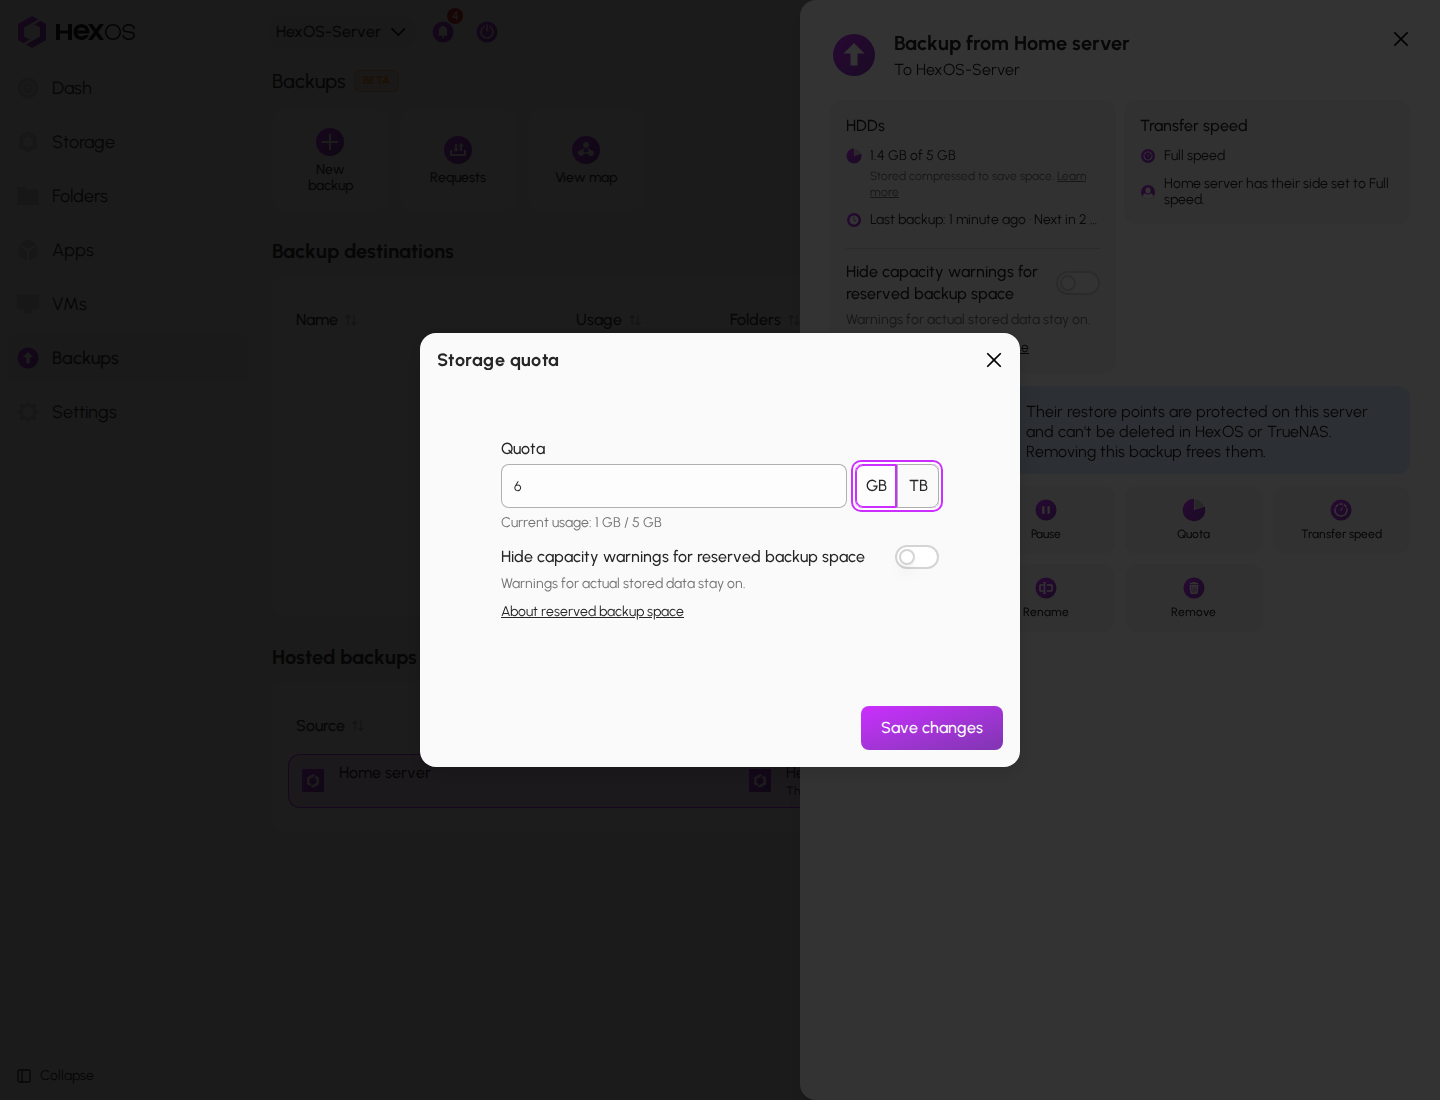 HexOS
HexOS-Server
4
Dash
Storage
Folders
Apps
VMs
Backups
Settings
Collapse
Backups
BETA
New
backup
Requests
View map
Backup destinations
Name
Usage
Folders
Hosted backups
Source
Home server
He
Th
Backup from Home server
To HexOS-Server
HDDs
1.4 GB of 5 GB
Stored compressed to save space. Learn
more
Last backup: 1 minute ago · Next in 2 ...
Hide capacity warnings for
reserved backup space
Warnings for actual stored data stay on.
e
Transfer speed
Full speed
Home server has their side set to Full
speed.
Their restore points are protected on this server
and can't be deleted in HexOS or TrueNAS.
Removing this backup frees them.
Pause
Quota
Transfer speed
Rename
Remove
Storage quota
Quota
6
GB
TB
Current usage: 1 GB / 5 GB
Hide capacity warnings for reserved backup space
Warnings for actual stored data stay on.
About reserved backup space
Save changes